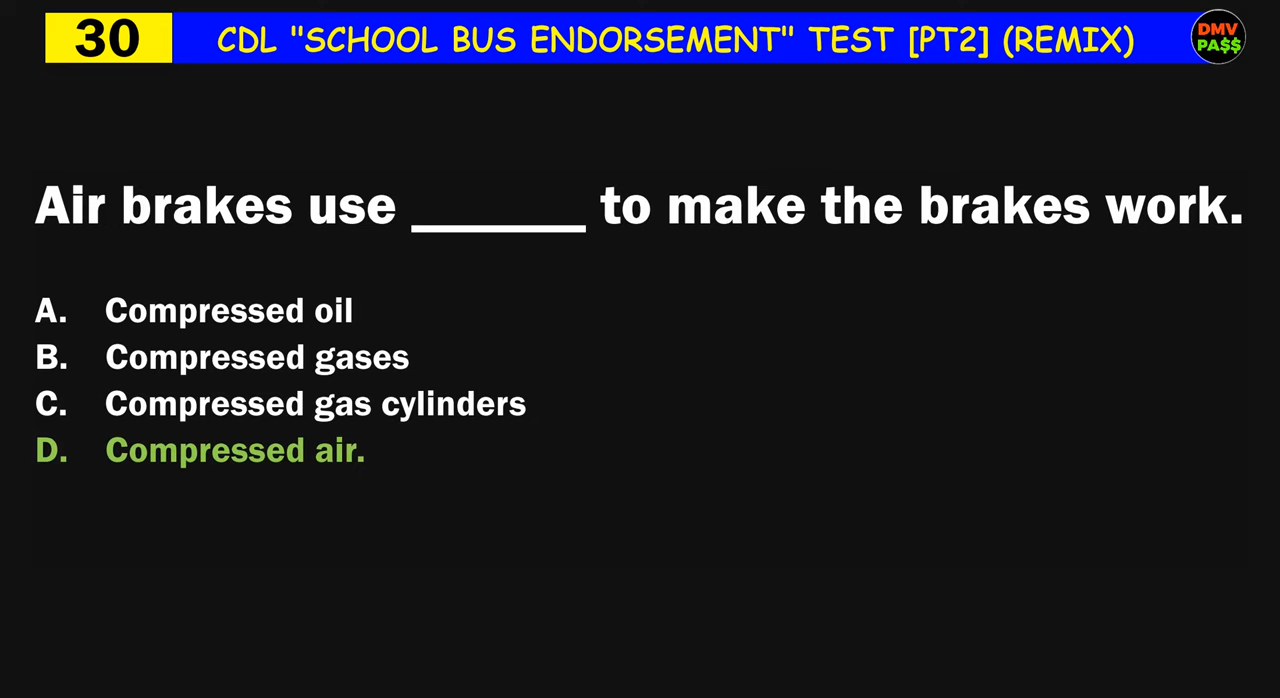 30
CDL "SCHOOL BUS ENDORSEMENT" TEST [PT2] (REMIX)
DMV
PA$$
Air brakes use ______ to make the brakes work.
A. Compressed oil
B. Compressed gases
C. Compressed gas cylinders
D. Compressed air.